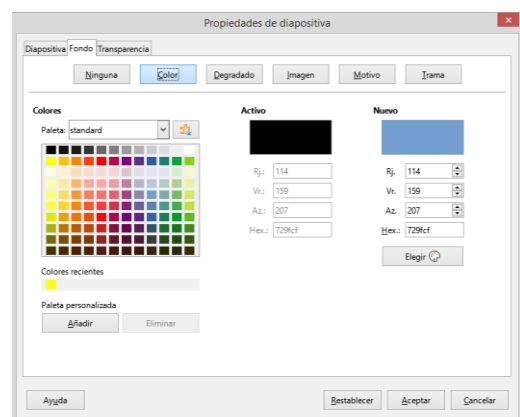 Propiedades de diapositiva
Diapositiva Fondo Transparencia
Ninguna Color Degradado Imagen Motivo Trama
Colores Activo Nuevo
Paleta: standard
Rj.: 114 Rj. 114
Vr.: 159 Vr. 159
Az.: 207 Az. 207
Hex.: 729fcf Hex.: 729fcf
Elegir
Colores recientes
Paleta personalizada
Añadir Eliminar
Ayuda Restablecer Aceptar Cancelar